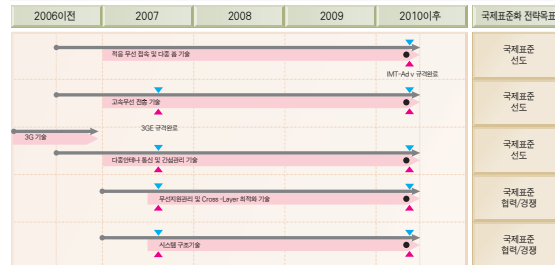 2006이전 2007 2008 2009 2010이후 국제표준화 전략목표
적응 무선 접속 및 다중 홉 기술
IMT-Adv 규격완료
국제표준
선도
고속무선 전송 기술
국제표준
선도
3GE 규격완료
3G 기술
다중안테나 통신 및 간섭관리 기술
국제표준
선도
무선자원관리 및 Cross-Layer 최적화 기술
국제표준
협력/경쟁
시스템 구조기술
국제표준
협력/경쟁